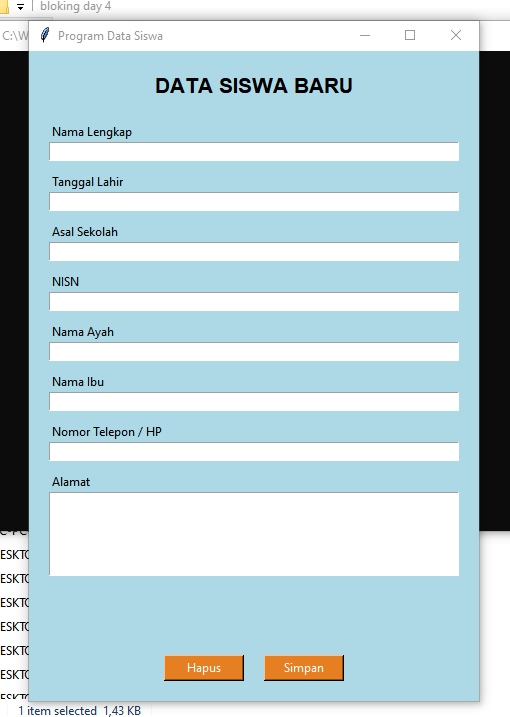 bloking day 4
C:\W
Program Data Siswa
DATA SISWA BARU
Nama Lengkap
Tanggal Lahir
Asal Sekolah
NISN
Nama Ayah
Nama Ibu
Nomor Telepon / HP
Alamat
C-PC
ESKTO
ESKTO
ESKTO
ESKTO
ESKTO
ESKTO
ESKTO
Hapus Simpan
1 item selected 1,43 KB